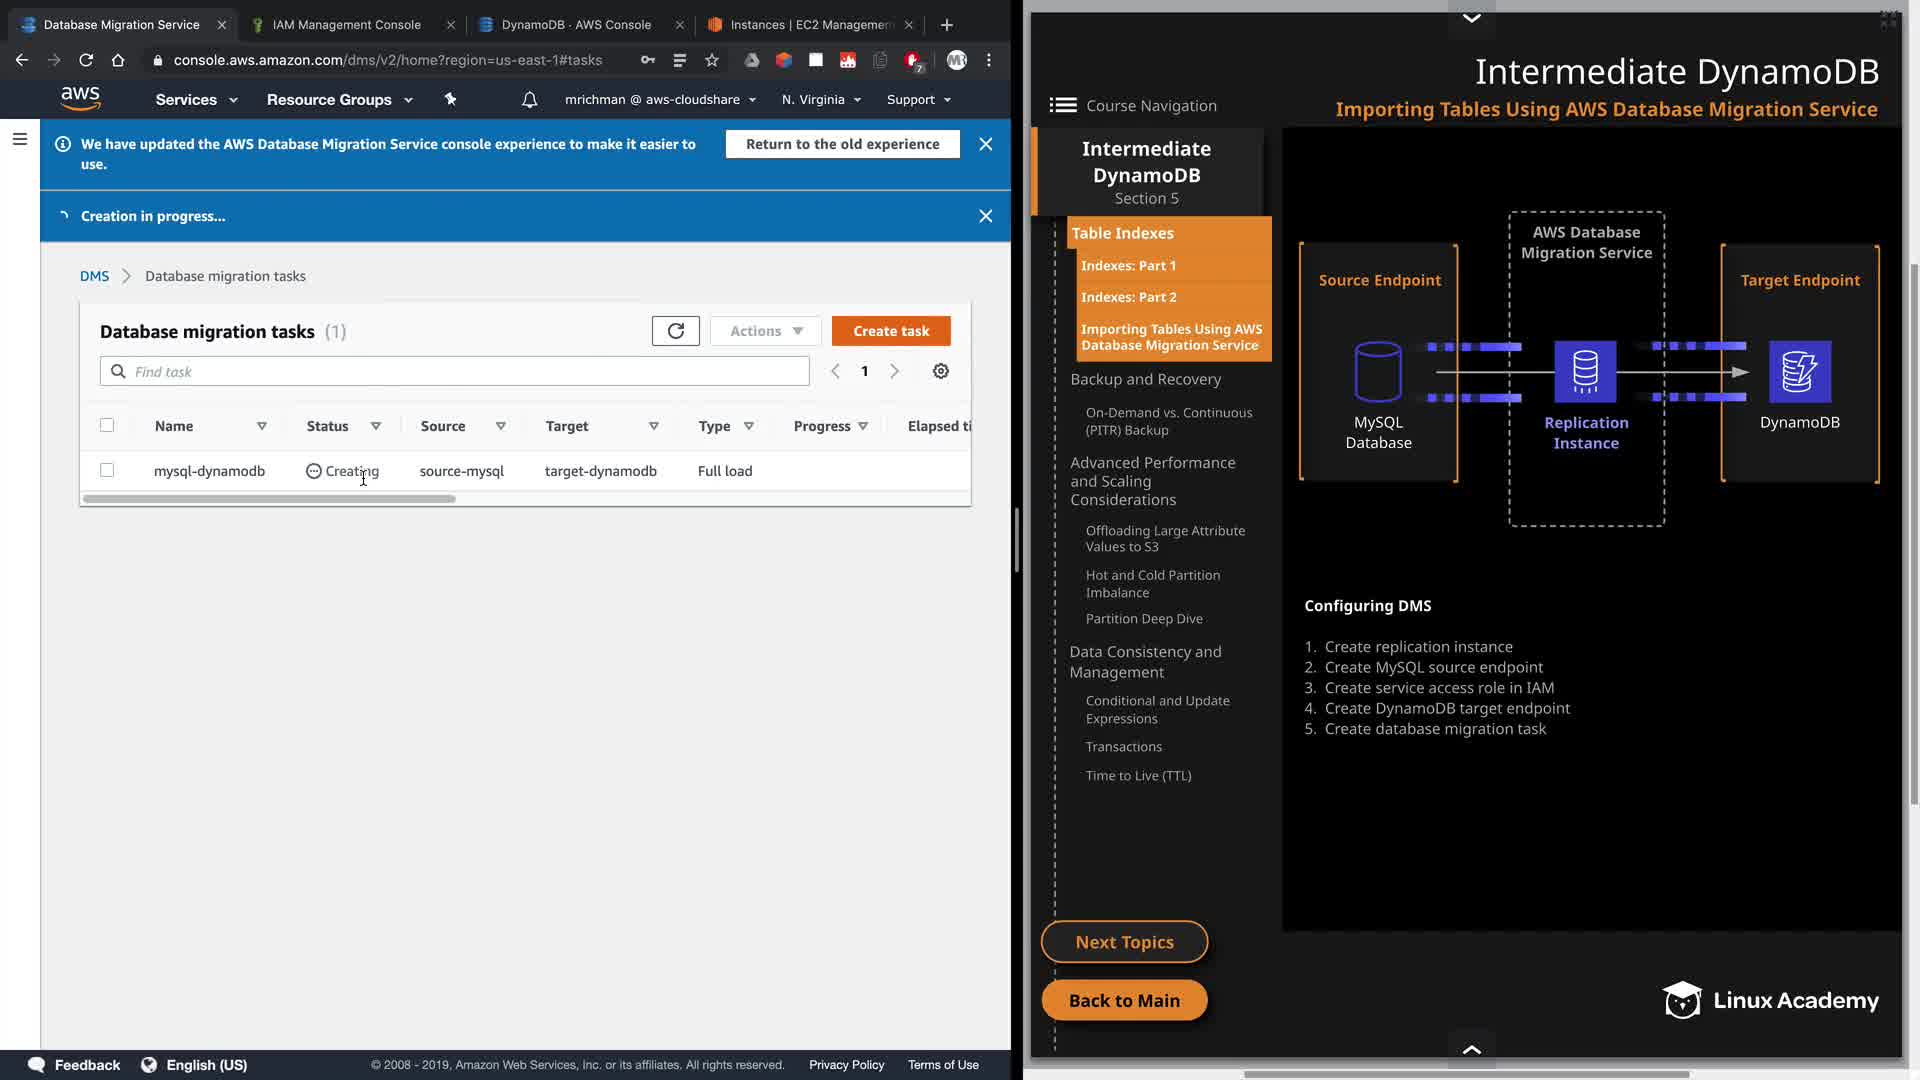 Database Migration Service
IAM Management Console
DynamoDB · AWS Console
Instances | EC2 Managemen
console.aws.amazon.com/dms/v2/home?region=us-east-1#tasks
7
MR
aws
Services
Resource Groups
mrichman @ aws-cloudshare
N. Virginia
Support
We have updated the AWS Database Migration Service console experience to make it easier to
use.
Return to the old experience
Creation in progress...
DMS
Database migration tasks
Database migration tasks (1)
Actions
Create task
Find task
1
Name
Status
Source
Target
Type
Progress
Elapsed ti
mysql-dynamodb
Creating
source-mysql
target-dynamodb
Full load
Feedback
English (US)
© 2008 - 2019, Amazon Web Services, Inc. or its affiliates. All rights reserved.
Privacy Policy
Terms of Use
Intermediate DynamoDB
Importing Tables Using AWS Database Migration Service
Course Navigation
Intermediate
DynamoDB
Section 5
Table Indexes
Indexes: Part 1
Indexes: Part 2
Importing Tables Using AWS
Database Migration Service
Backup and Recovery
On-Demand vs. Continuous
(PITR) Backup
Advanced Performance
and Scaling
Considerations
Offloading Large Attribute
Values to S3
Hot and Cold Partition
Imbalance
Partition Deep Dive
Data Consistency and
Management
Conditional and Update
Expressions
Transactions
Time to Live (TTL)
Next Topics
Back to Main
AWS Database
Migration Service
Source Endpoint
Target Endpoint
MySQL
Database
Replication
Instance
DynamoDB
Configuring DMS
1. Create replication instance
2. Create MySQL source endpoint
3. Create service access role in IAM
4. Create DynamoDB target endpoint
5. Create database migration task
Linux Academy